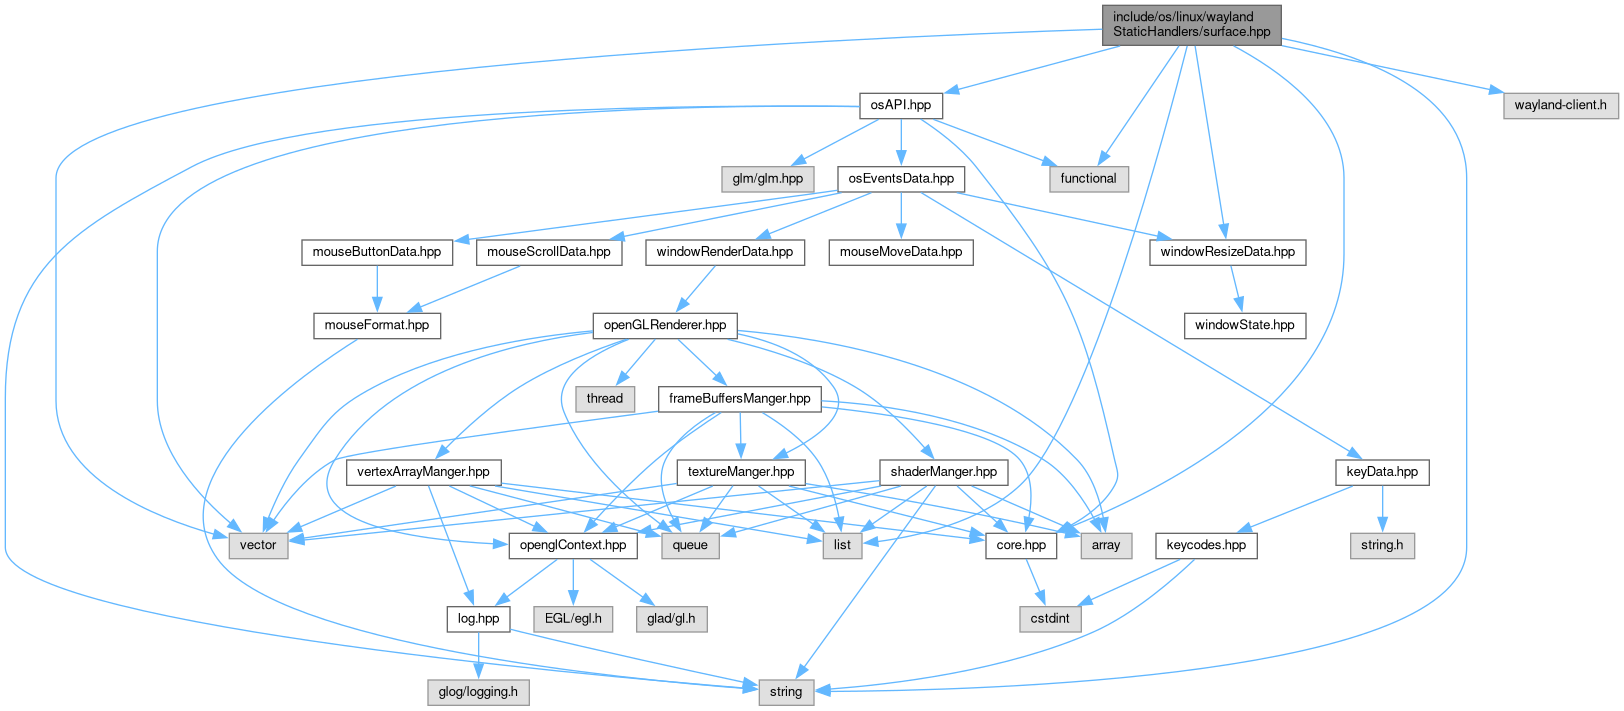 include/os/linux/wayland
StaticHandlers/surface.hpp
osAPI.hpp
wayland-client.h
glm/glm.hpp
osEventsData.hpp
functional
mouseButtonData.hpp
mouseScrollData.hpp
windowRenderData.hpp
mouseMoveData.hpp
windowResizeData.hpp
mouseFormat.hpp
openGLRenderer.hpp
windowState.hpp
thread
frameBuffersManger.hpp
vertexArrayManger.hpp
textureManger.hpp
shaderManger.hpp
keyData.hpp
vector
openglContext.hpp
queue
list
core.hpp
array
keycodes.hpp
string.h
log.hpp
EGL/egl.h
glad/gl.h
cstdint
glog/logging.h
string